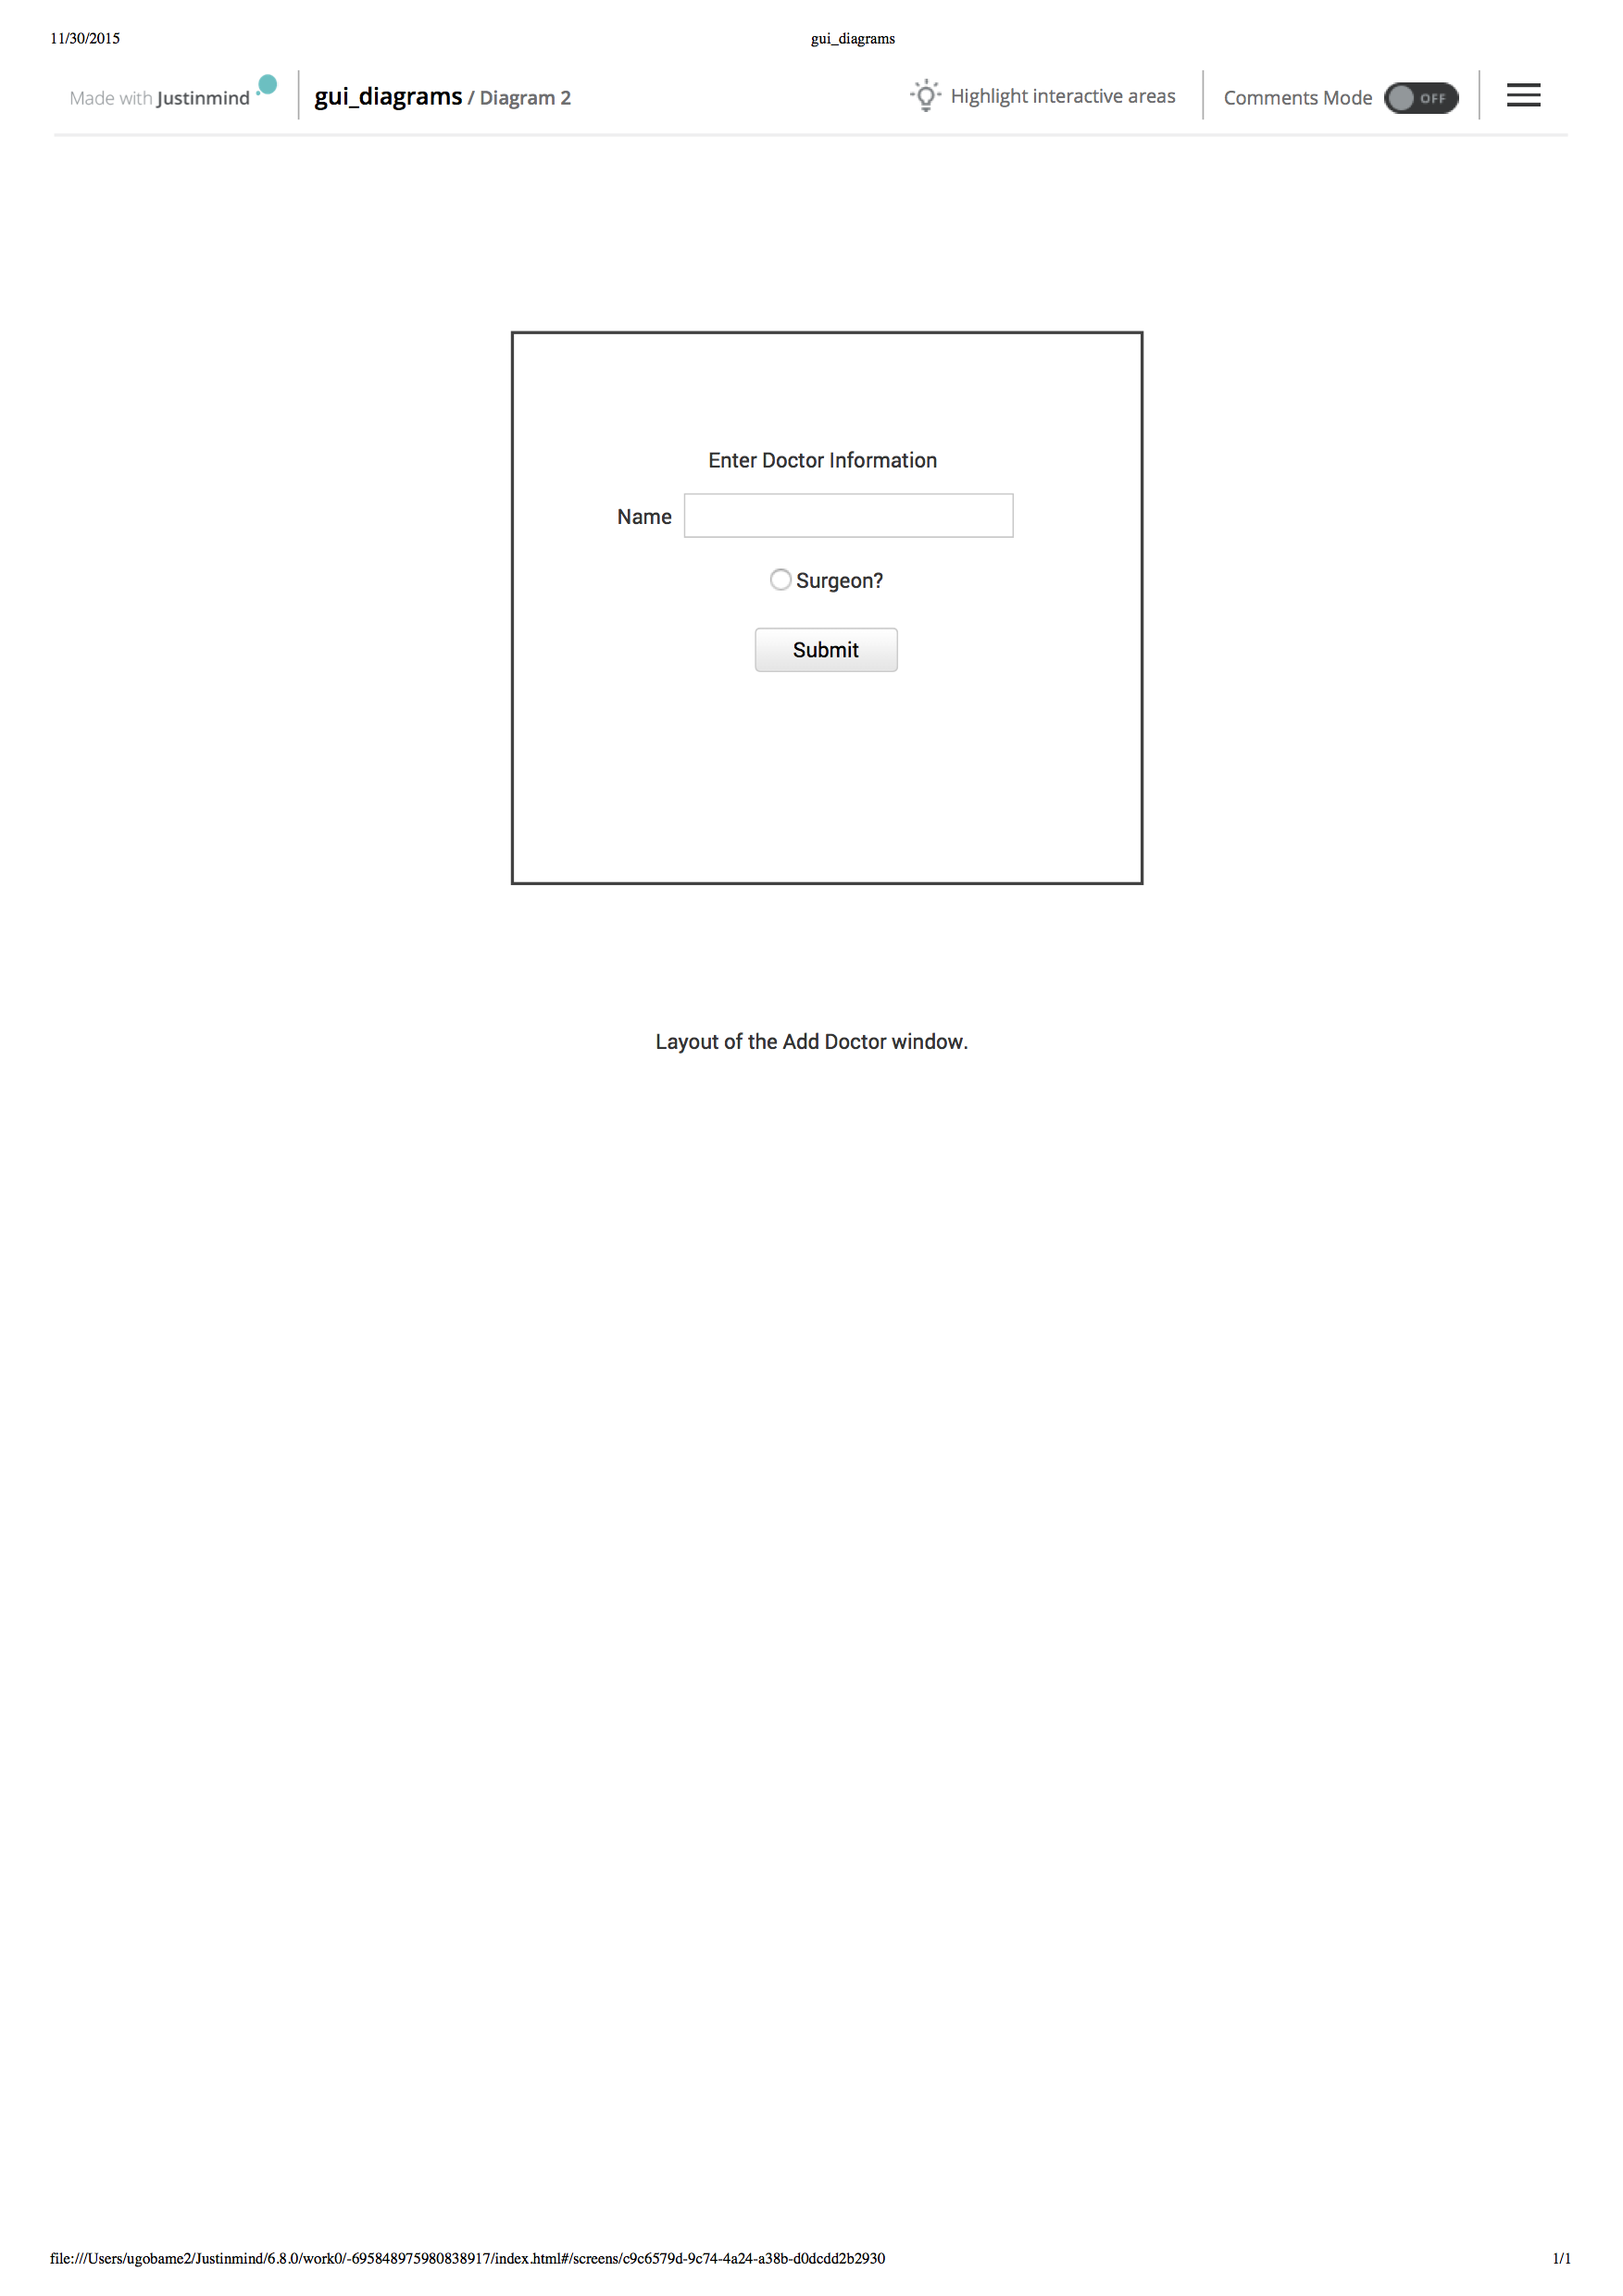 11/30/2015 gui_diagrams
Made with Justinmind gui_diagrams / Diagram 2 Highlight interactive areas Comments Mode OFF
Enter Doctor Information
Name
Surgeon?
Submit
Layout of the Add Doctor window.
file:///Users/ugobame2/Justinmind/6.8.0/work0/-695848975980838917/index.html#/screens/c9c6579d-9c74-4a24-a38b-d0dcdd2b2930 1/1